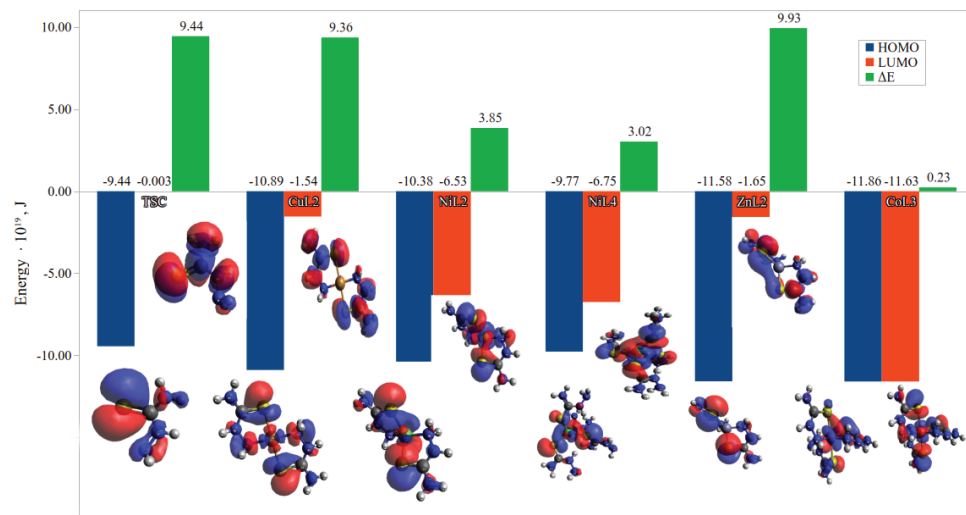 10.00
5.00
0.00
-5.00
-10.00
Energy · 10¹⁹, J
HOMO
LUMO
ΔE
-9.44 -0.003 9.44
TSC
-10.89 -1.54 9.36
CuL2
-10.38 -6.53 3.85
NiL2
-9.77 -6.75 3.02
NiL4
-11.58 -1.65 9.93
ZnL2
-11.86 -11.63 0.23
CoL3